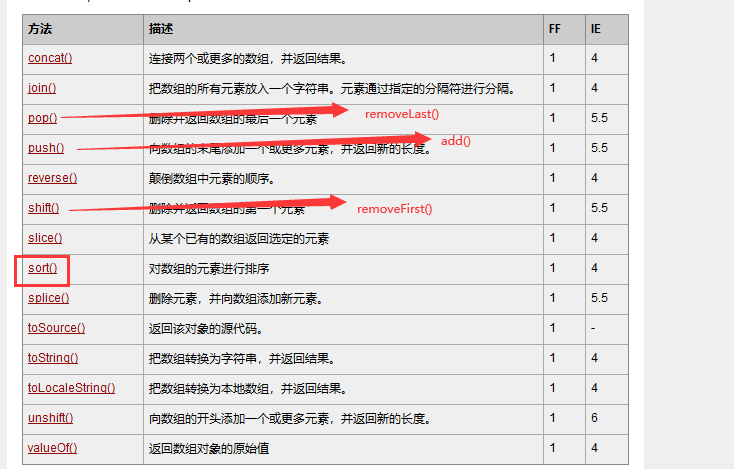 方法 描述 FF IE
concat() 连接两个或更多的数组，并返回结果。 1 4
join() 把数组的所有元素放入一个字符串。元素通过指定的分隔符进行分隔。 1 4
pop() 删除并返回数组的最后一个元素 removeLast() 1 5.5
push() 向数组的末尾添加一个或更多元素，并返回新的长度。 add() 1 5.5
reverse() 颠倒数组中元素的顺序。 1 4
shift() 删除并返回数组的第一个元素 removeFirst() 1 5.5
slice() 从某个已有的数组返回选定的元素 1 4
sort() 对数组的元素进行排序 1 4
splice() 删除元素，并向数组添加新元素。 1 5.5
toSource() 返回该对象的源代码。 1 -
toString() 把数组转换为字符串，并返回结果。 1 4
toLocaleString() 把数组转换为本地数组，并返回结果。 1 4
unshift() 向数组的开头添加一个或更多元素，并返回新的长度。 1 6
valueOf() 返回数组对象的原始值 1 4